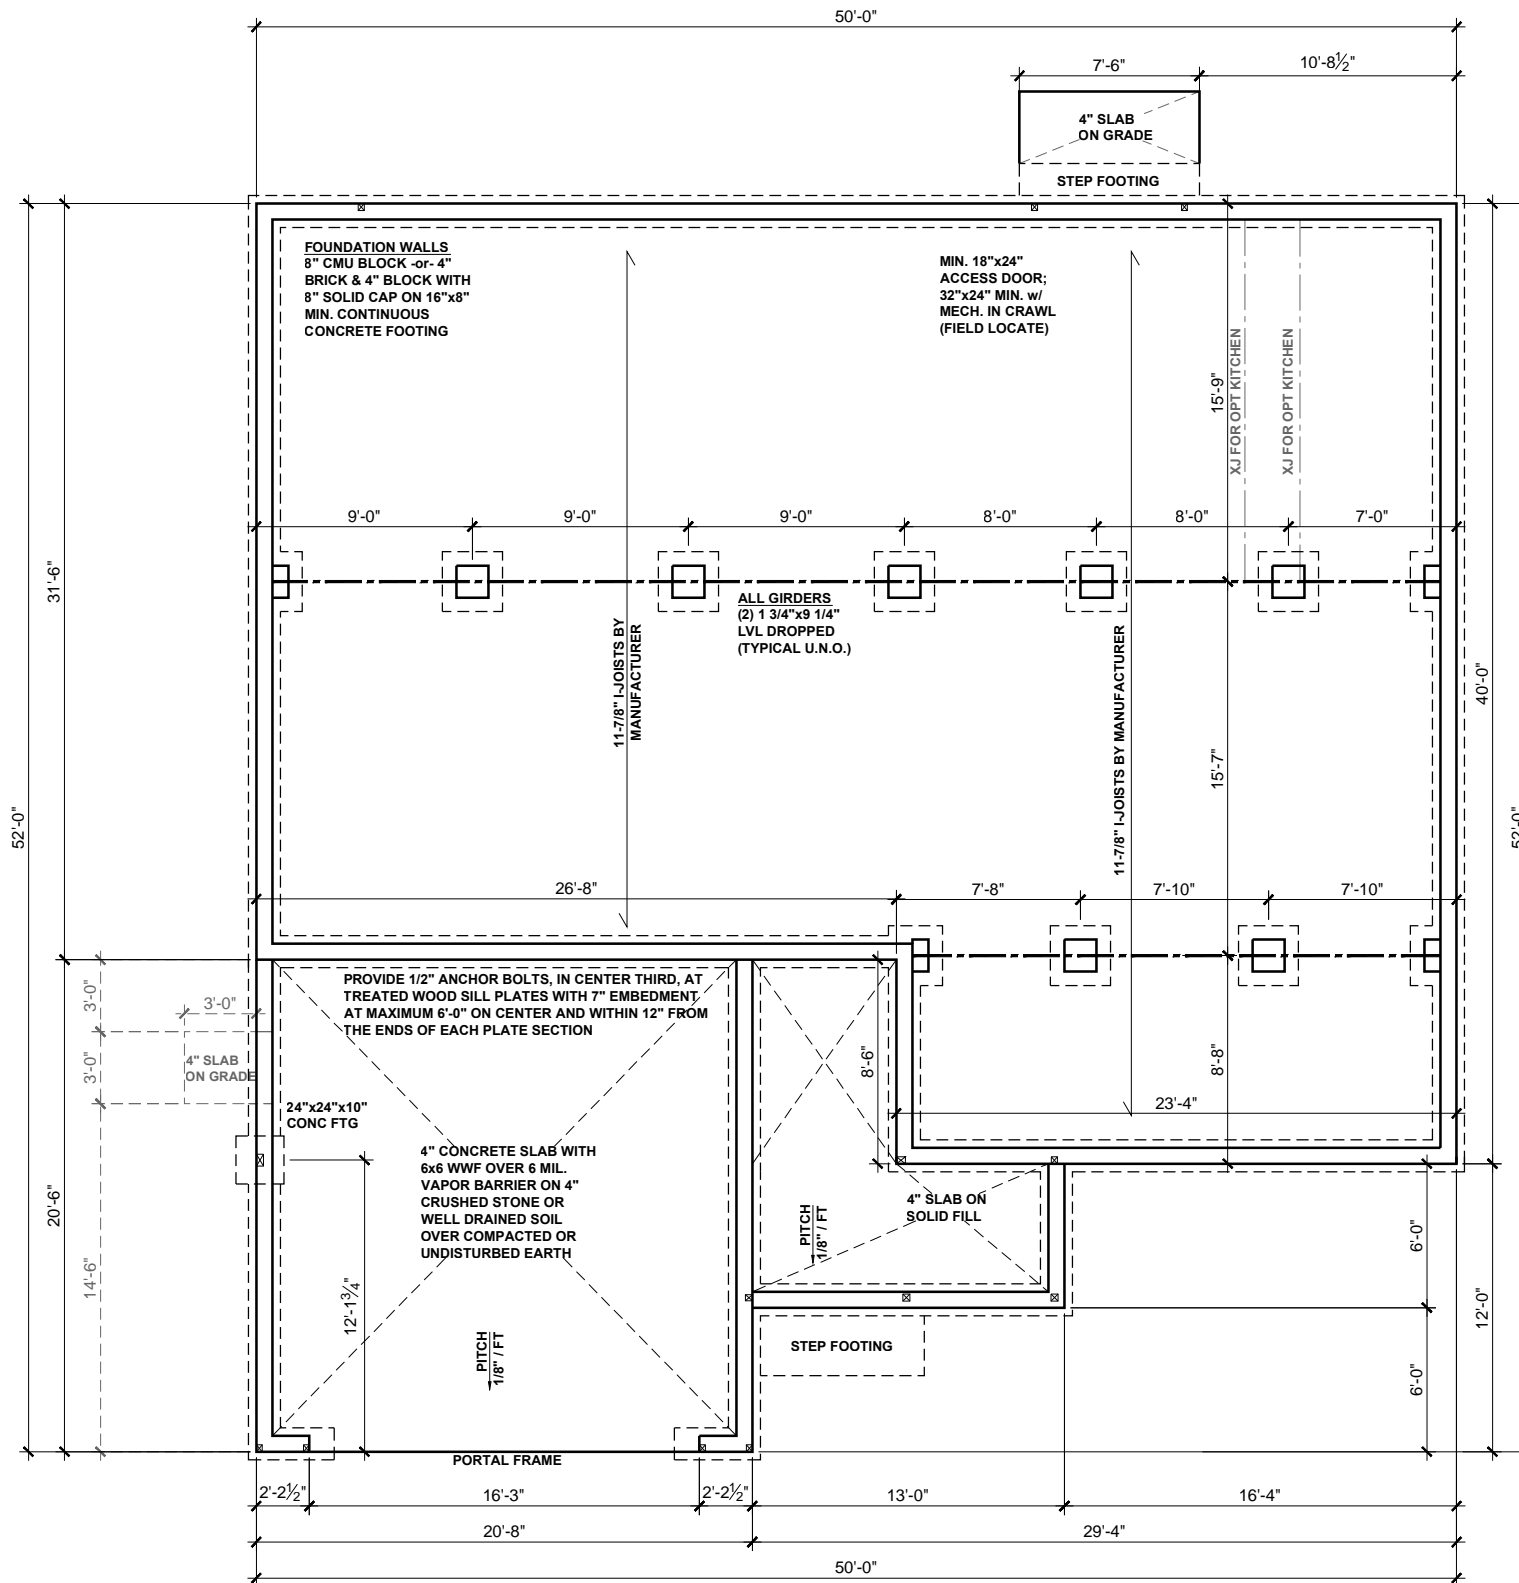 50'-0"
7'-6"
10'-8½"
4" SLAB
ON GRADE
STEP FOOTING
FOUNDATION WALLS
8" CMU BLOCK -or- 4"
BRICK & 4" BLOCK WITH
8" SOLID CAP ON 16"x8"
MIN. CONTINUOUS
CONCRETE FOOTING
MIN. 18"x24"
ACCESS DOOR;
32"x24" MIN. w/
MECH. IN CRAWL
(FIELD LOCATE)
XJ FOR OPT KITCHEN
XJ FOR OPT KITCHEN
15'-9"
9'-0"
9'-0"
9'-0"
8'-0"
8'-0"
7'-0"
31'-6"
ALL GIRDERS
(2) 1 3/4"x9 1/4"
LVL DROPPED
(TYPICAL U.N.O.)
11-7/8" I-JOISTS BY
MANUFACTURER
11-7/8" I-JOISTS BY MANUFACTURER
40'-0"
15'-7"
52'-0"
52'-0"
26'-8"
7'-8"
7'-10"
7'-10"
PROVIDE 1/2" ANCHOR BOLTS, IN CENTER THIRD, AT
TREATED WOOD SILL PLATES WITH 7" EMBEDMENT
AT MAXIMUM 6'-0" ON CENTER AND WITHIN 12" FROM
THE ENDS OF EACH PLATE SECTION
3'-0"
3'-0"
3'-0"
4" SLAB
ON GRADE
8'-6"
8'-8"
24"x24"x10"
CONC FTG
23'-4"
4" CONCRETE SLAB WITH
6x6 WWF OVER 6 MIL.
VAPOR BARRIER ON 4"
CRUSHED STONE OR
WELL DRAINED SOIL
OVER COMPACTED OR
UNDISTURBED EARTH
4" SLAB ON
SOLID FILL
PITCH
1/8" / FT
20'-6"
14'-6"
12'-1¾"
6'-0"
12'-0"
6'-0"
STEP FOOTING
PITCH
1/8" / FT
PORTAL FRAME
2'-2½"
16'-3"
2'-2½"
13'-0"
16'-4"
20'-8"
29'-4"
50'-0"